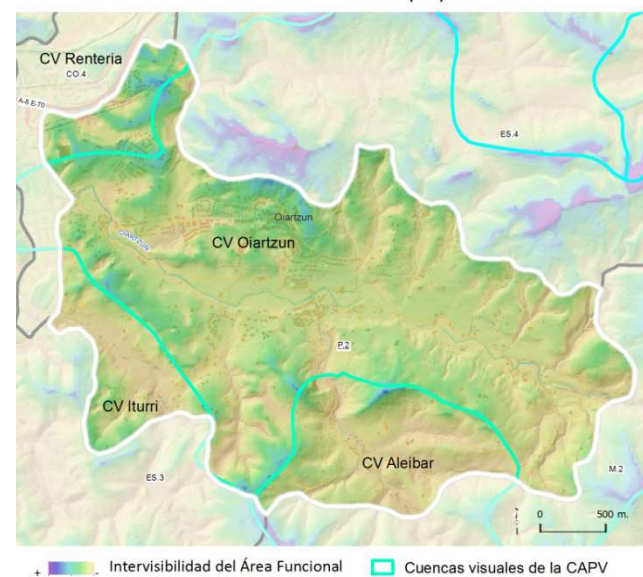 CV Renteria
CO.4
A-8 E-70
ES.4
Oiartzun
CV Oiartzun
OIARTZUN
P.2
CV Iturri
CV Aleibar
ES.3
M.2
0 500 m.
+ - Intervisibilidad del Área Funcional
Cuencas visuales de la CAPV